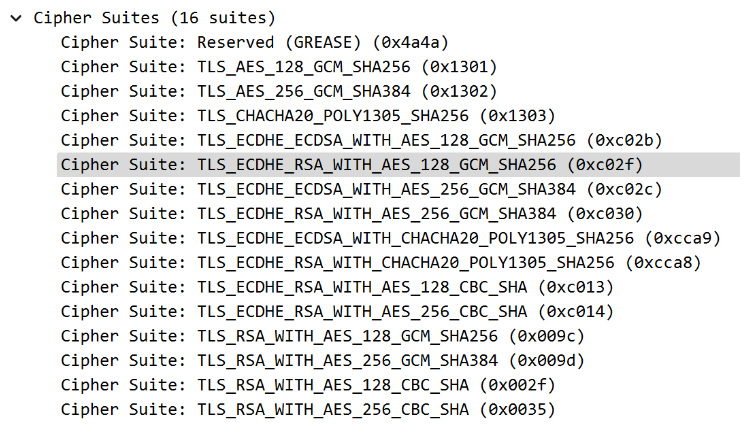 Cipher Suites (16 suites)
Cipher Suite: Reserved (GREASE) (0x4a4a)
Cipher Suite: TLS_AES_128_GCM_SHA256 (0x1301)
Cipher Suite: TLS_AES_256_GCM_SHA384 (0x1302)
Cipher Suite: TLS_CHACHA20_POLY1305_SHA256 (0x1303)
Cipher Suite: TLS_ECDHE_ECDSA_WITH_AES_128_GCM_SHA256 (0xc02b)
Cipher Suite: TLS_ECDHE_RSA_WITH_AES_128_GCM_SHA256 (0xc02f)
Cipher Suite: TLS_ECDHE_ECDSA_WITH_AES_256_GCM_SHA384 (0xc02c)
Cipher Suite: TLS_ECDHE_RSA_WITH_AES_256_GCM_SHA384 (0xc030)
Cipher Suite: TLS_ECDHE_ECDSA_WITH_CHACHA20_POLY1305_SHA256 (0xcca9)
Cipher Suite: TLS_ECDHE_RSA_WITH_CHACHA20_POLY1305_SHA256 (0xcca8)
Cipher Suite: TLS_ECDHE_RSA_WITH_AES_128_CBC_SHA (0xc013)
Cipher Suite: TLS_ECDHE_RSA_WITH_AES_256_CBC_SHA (0xc014)
Cipher Suite: TLS_RSA_WITH_AES_128_GCM_SHA256 (0x009c)
Cipher Suite: TLS_RSA_WITH_AES_256_GCM_SHA384 (0x009d)
Cipher Suite: TLS_RSA_WITH_AES_128_CBC_SHA (0x002f)
Cipher Suite: TLS_RSA_WITH_AES_256_CBC_SHA (0x0035)